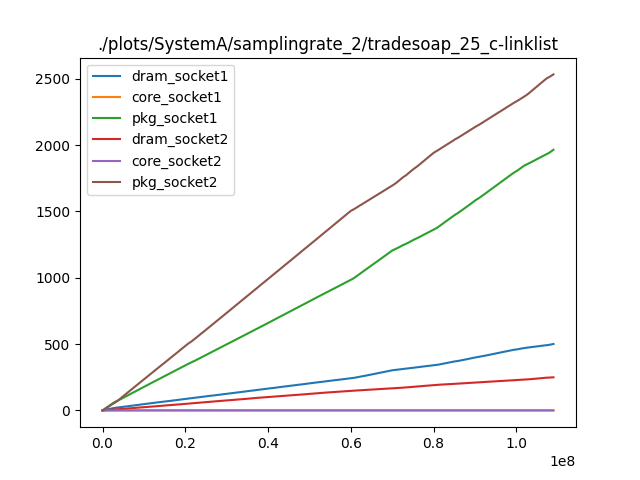 ./plots/SystemA/samplingrate_2/tradesoap_25_c-linklist
dram_socket1
core_socket1
pkg_socket1
dram_socket2
core_socket2
pkg_socket2
2500
2000
1500
1000
500
0
0.0 0.2 0.4 0.6 0.8 1.0
1e8